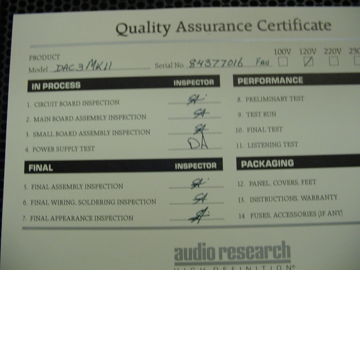 Quality Assurance Certificate
PRODUCT 100V 120V 220V
Model DAC3 MKII Serial No. 84377016
IN PROCESS INSPECTOR PERFORMANCE
1. CIRCUIT BOARD INSPECTION 8. PRELIMINARY TEST
2. MAIN BOARD ASSEMBLY INSPECTION 9. TEST RUN
3. SMALL BOARD ASSEMBLY INSPECTION 10. FINAL TEST
4. POWER SUPPLY TEST DA 11. LISTENING TEST
FINAL INSPECTOR PACKAGING
5. FINAL ASSEMBLY INSPECTION 12. PANEL, COVERS, FEET
6. FINAL WIRING, SOLDERING INSPECTION 13. INSTRUCTIONS, WARRANTY
7. FINAL APPEARANCE INSPECTION 14. FUSES, ACCESSORIES (IF ANY)
audio research
HIGH DEFINITION®